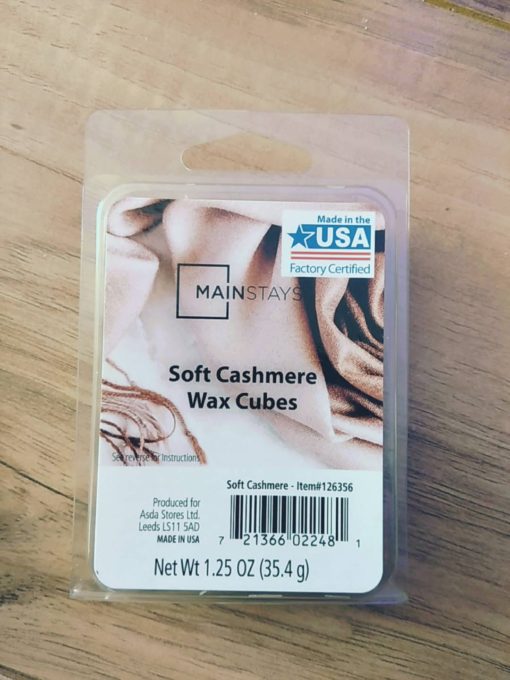 Made in the
USA
Factory Certified
MAINSTAYS
Soft Cashmere
Wax Cubes
See reverse for Instructions
Soft Cashmere - Item#126356
Produced for
Asda Stores Ltd.
Leeds LS11 5AD
MADE IN USA
7 21366 02248 1
Net Wt 1.25 OZ (35.4 g)